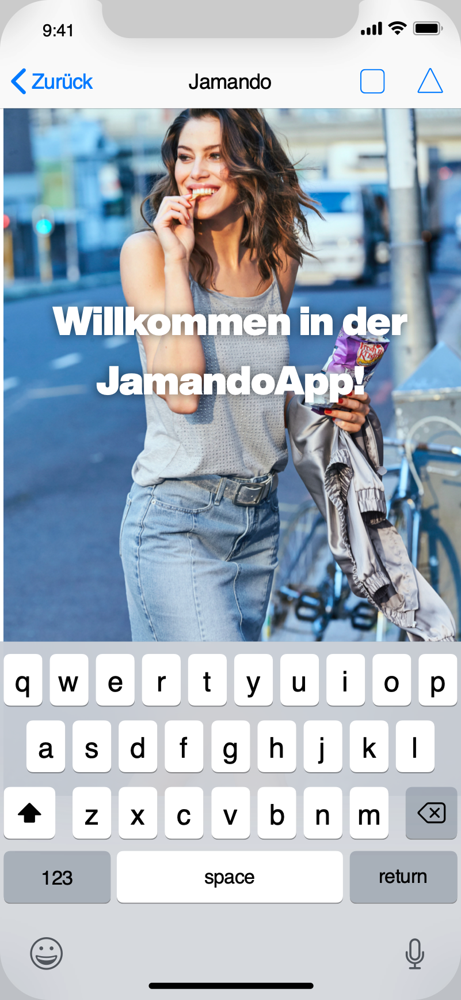 9:41
Zurück
Jamando
Willkommen in der
JamandoApp!
q w e r t y u i o p
a s d f g h j k l
z x c v b n m
123 space return